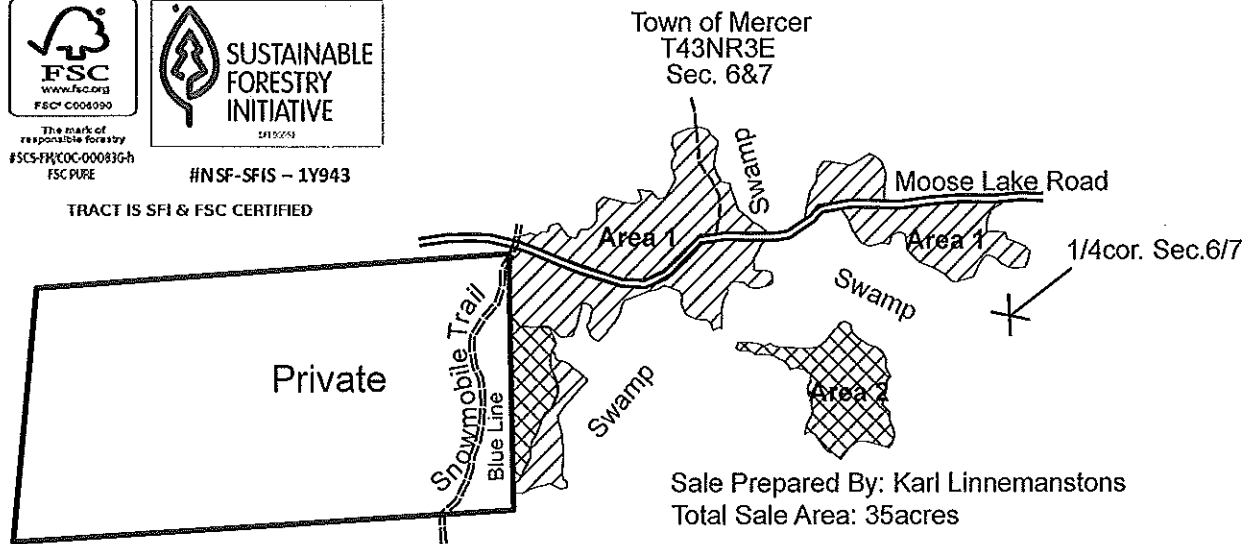 FSC
www.fsc.org
FSC® C006090
The mark of
responsible forestry
#SCS-FM/COC-00083G-h
FSC PURE
SUSTAINABLE
FORESTRY
INITIATIVE
#NSF-SFIS – 1Y943
TRACT IS SFI & FSC CERTIFIED
Town of Mercer
T43NR3E
Sec. 6&7
Swamp
Moose Lake Road
Area 1
Area 1
1/4cor. Sec.6/7
Swamp
Private
Snowmobile Trail
Blue Line
Swamp
Area 2
Sale Prepared By: Karl Linnemanstons
Total Sale Area: 35acres